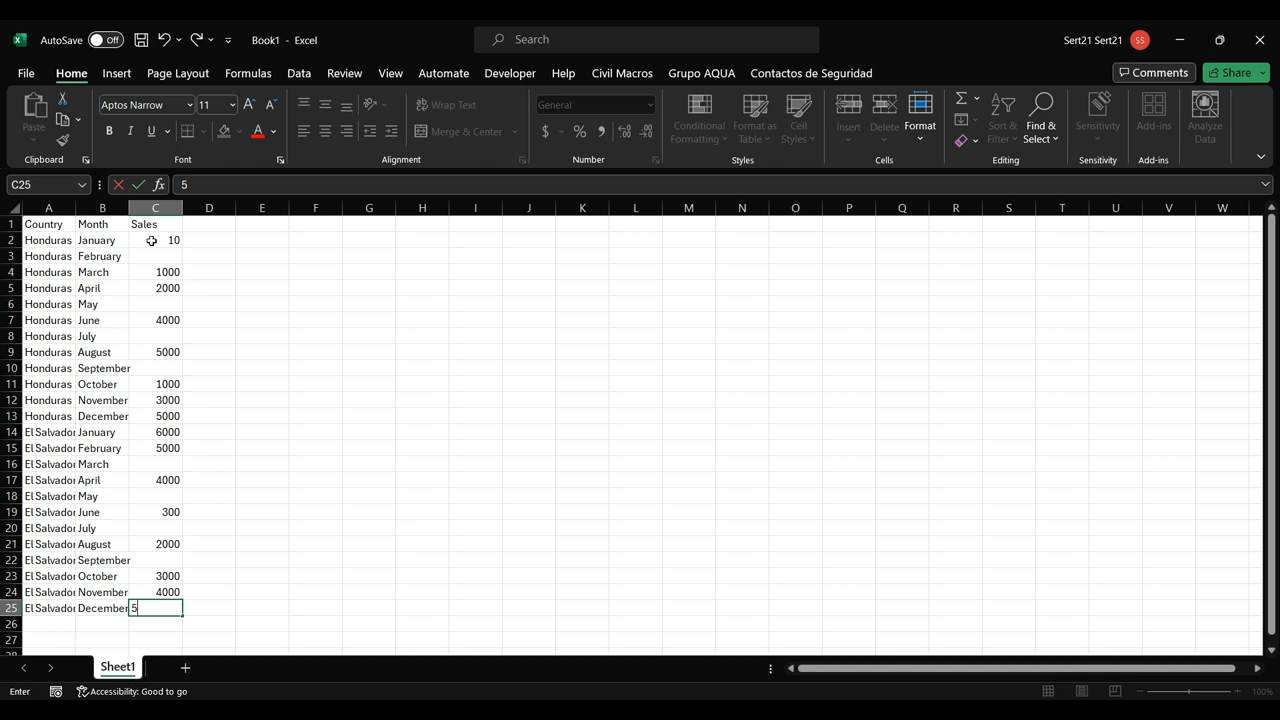 AutoSave Off Book1 - Excel Search Sert21 Sert21 SS
File Home Insert Page Layout Formulas Data Review View Automate Developer Help Civil Macros Grupo AQUA Contactos de Seguridad Comments Share
Paste Aptos Narrow 11 A A Wrap Text General Conditional Formatting Format as Table Cell Styles Insert Delete Format Sort & Filter Find & Select Sensitivity Add-ins Analyze Data
B I U A Merge & Center $ % 9
Clipboard Font Alignment Number Styles Cells Editing Sensitivity Add-ins
C25 fx 5
A B C D E F G H I J K L M N O P Q R S T U V W
1 Country Month Sales
2 Honduras January 10
3 Honduras February
4 Honduras March 1000
5 Honduras April 2000
6 Honduras May
7 Honduras June 4000
8 Honduras July
9 Honduras August 5000
10 Honduras September
11 Honduras October 1000
12 Honduras November 3000
13 Honduras December 5000
14 El Salvador January 6000
15 El Salvador February 5000
16 El Salvador March
17 El Salvador April 4000
18 El Salvador May
19 El Salvador June 300
20 El Salvador July
21 El Salvador August 2000
22 El Salvador September
23 El Salvador October 3000
24 El Salvador November 4000
25 El Salvador December 5
26
27
Sheet1
Enter Accessibility: Good to go 100%